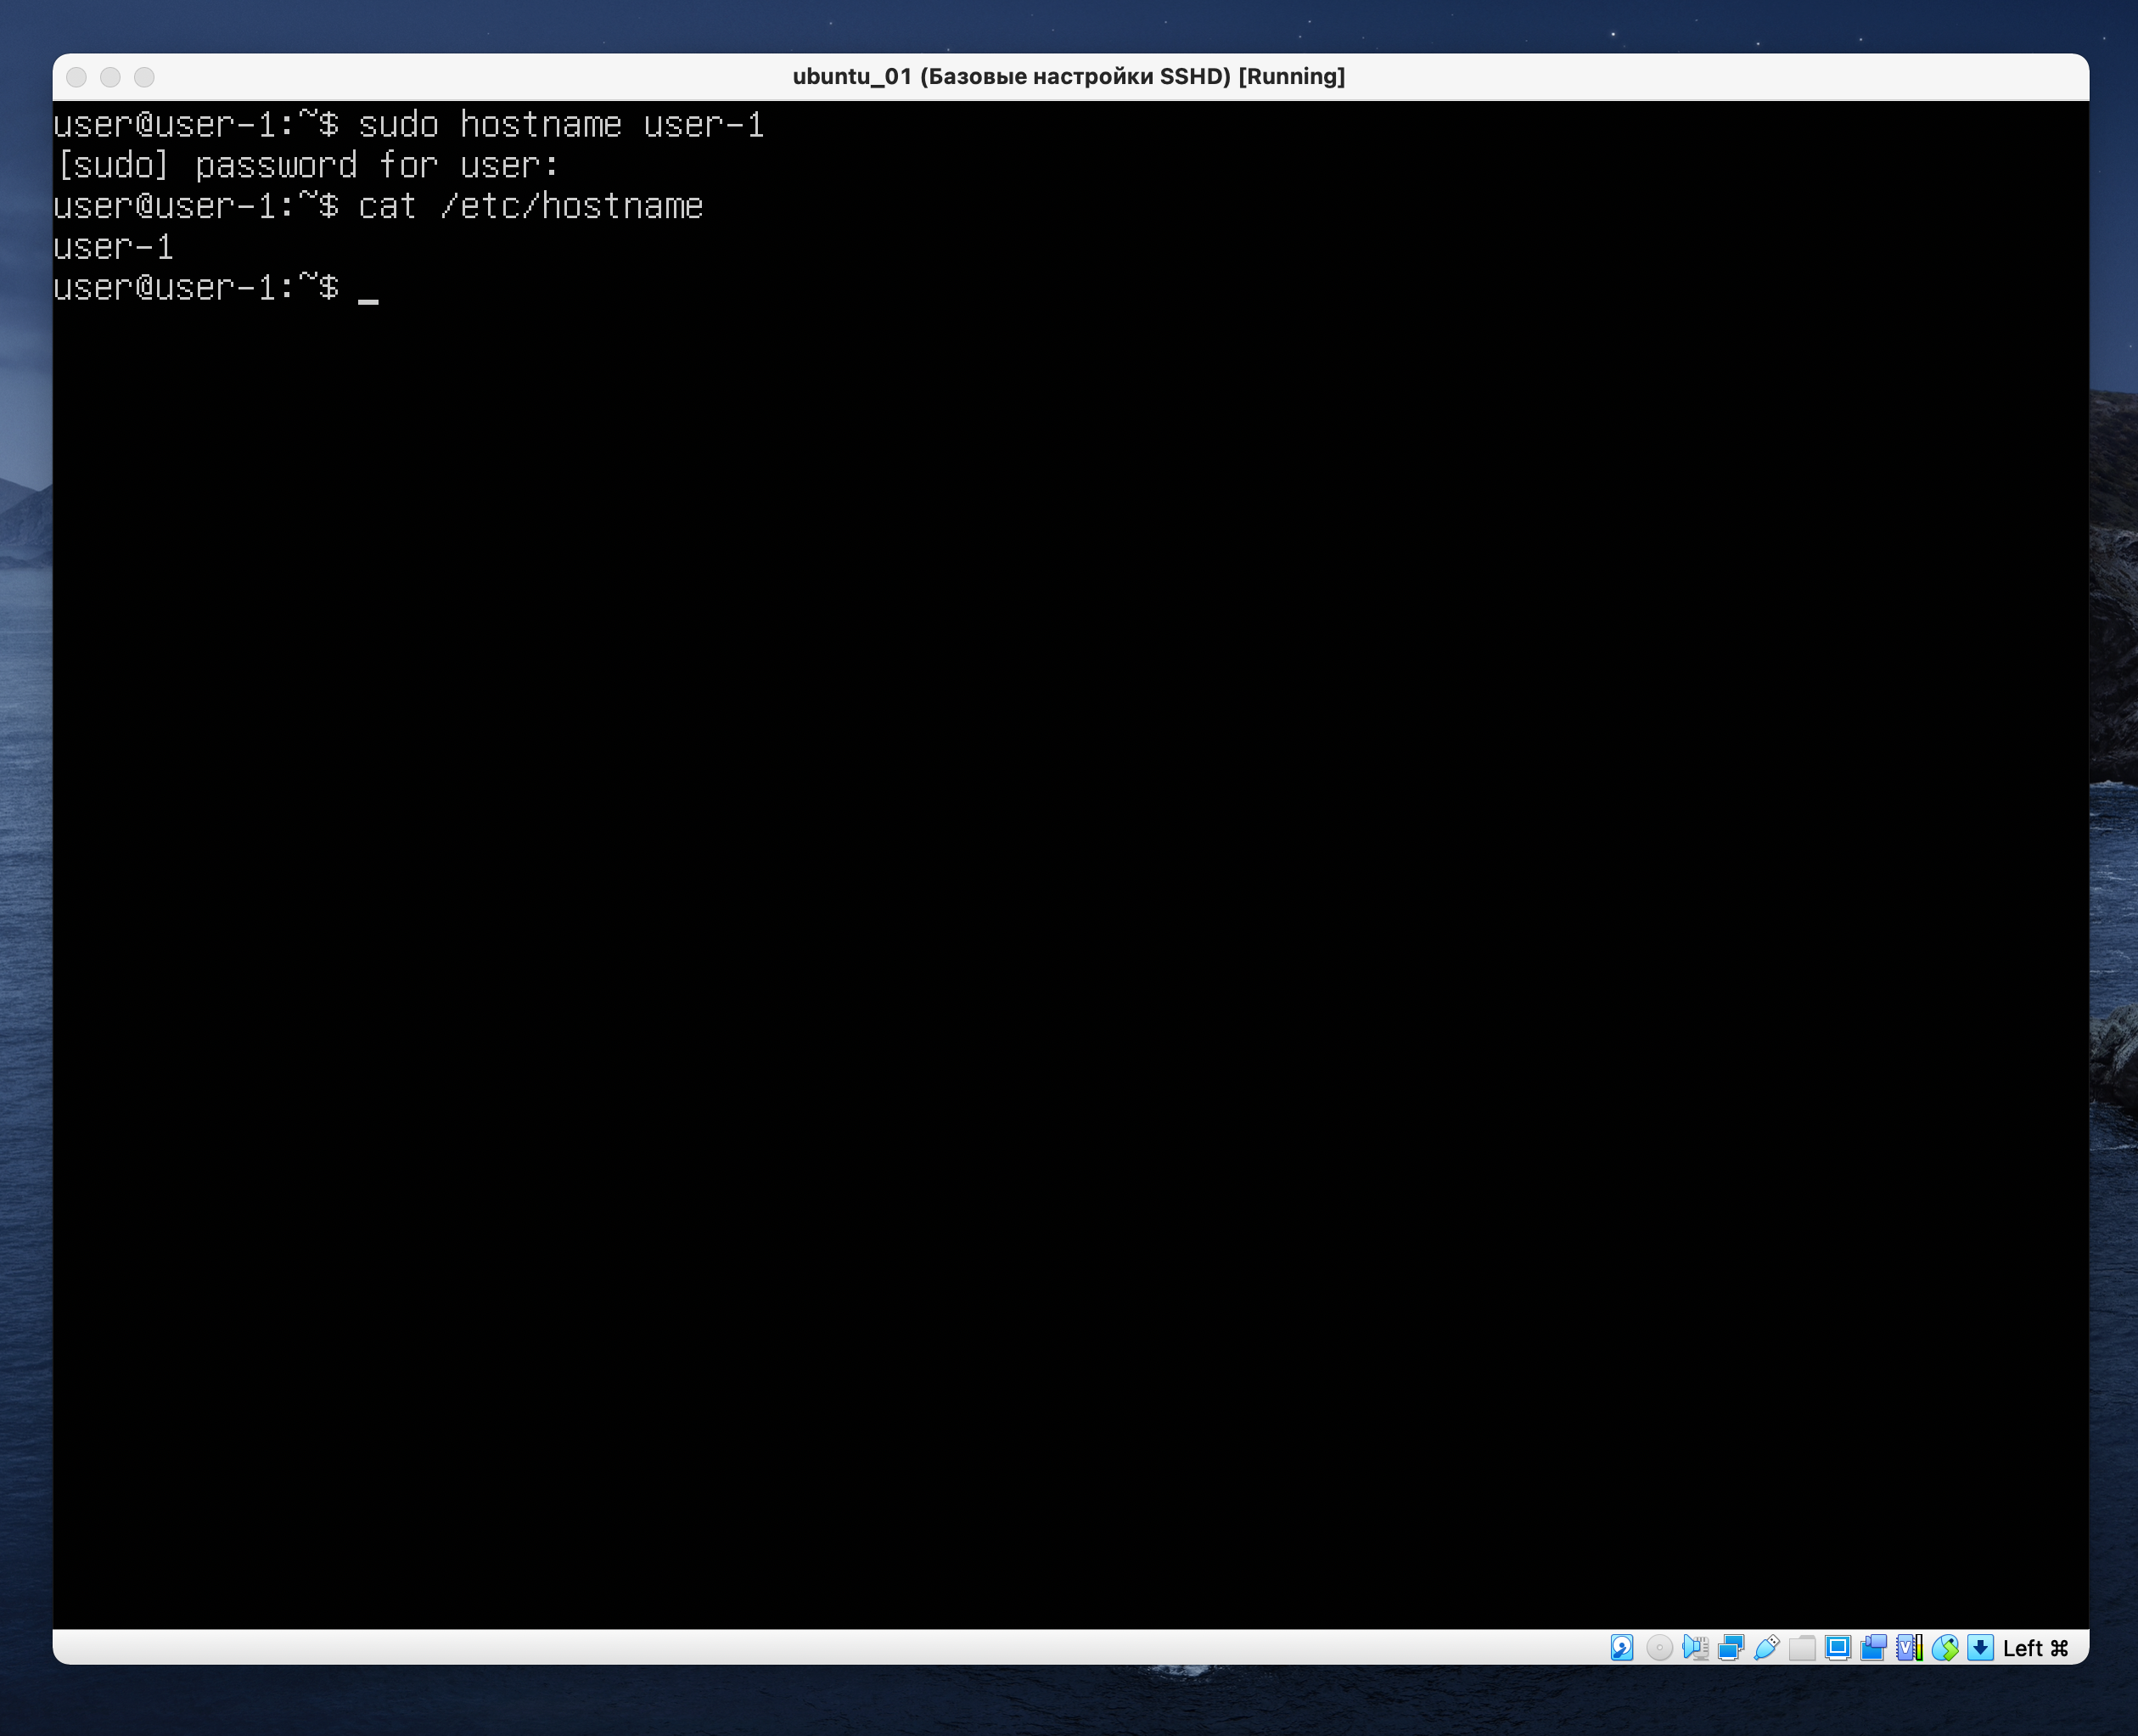 ubuntu_01 (Базовые настройки SSHD) [Running]
user@user-1:~$ sudo hostname user-1
[sudo] password for user:
user@user-1:~$ cat /etc/hostname
user-1
user@user-1:~$ _
Left ⌘